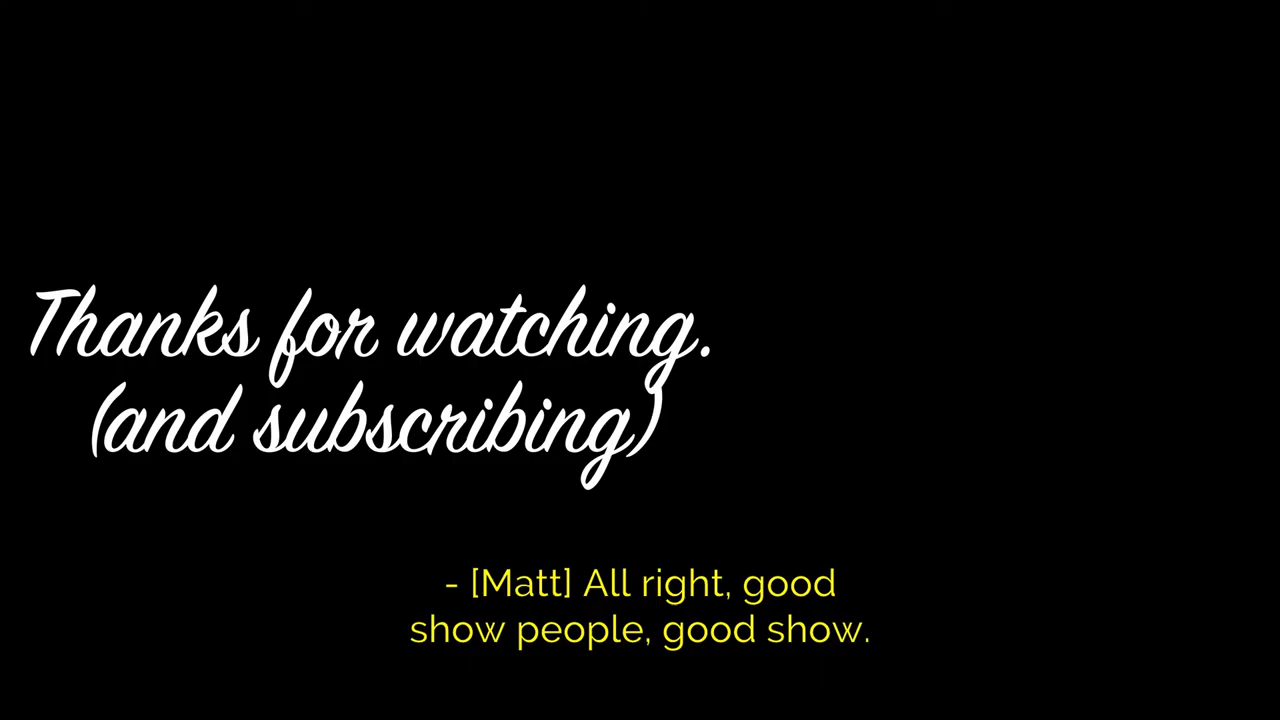 Thanks for watching.
(and subscribing)
- [Matt] All right, good
show people, good show.